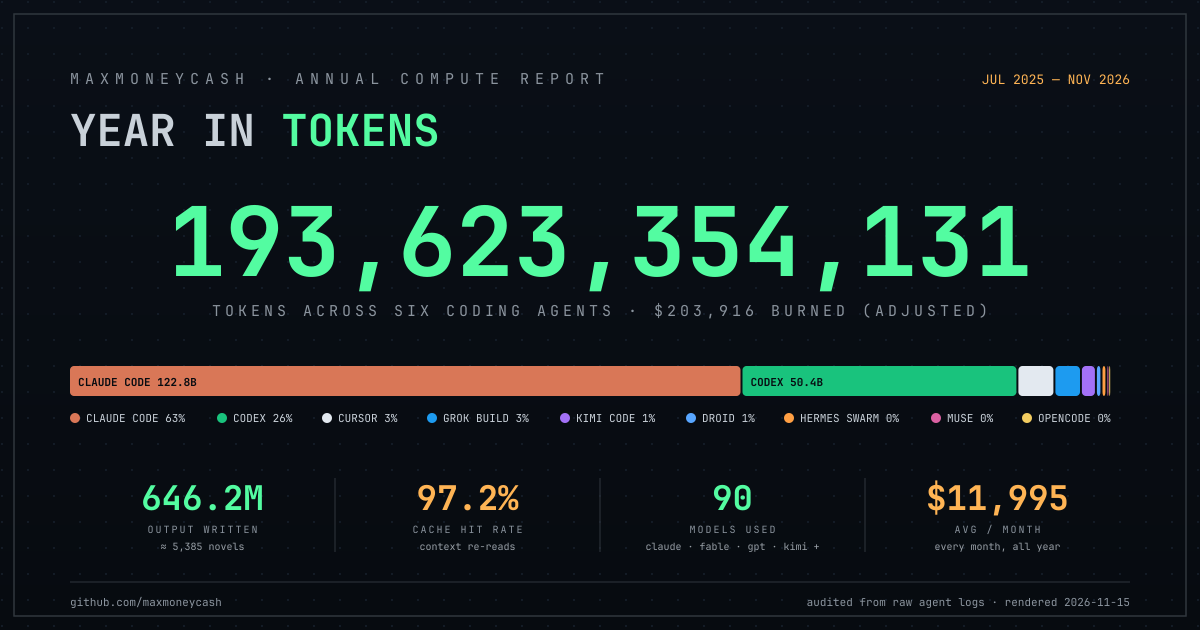 MAXMONEYCASH · ANNUAL COMPUTE REPORT
JUL 2025 — NOV 2026
YEAR IN TOKENS
193,623,354,131
TOKENS ACROSS SIX CODING AGENTS · $203,916 BURNED (ADJUSTED)
CLAUDE CODE 122.8B
CODEX 50.4B
CLAUDE CODE 63% CODEX 26% CURSOR 3% GROK BUILD 3% KIMI CODE 1% DROID 1% HERMES SWARM 0% MUSE 0% OPENCODE 0%
646.2M
OUTPUT WRITTEN
≈ 5,385 novels
97.2%
CACHE HIT RATE
context re-reads
90
MODELS USED
claude · fable · gpt · kimi +
$11,995
AVG / MONTH
every month, all year
github.com/maxmoneycash
audited from raw agent logs · rendered 2026-11-15